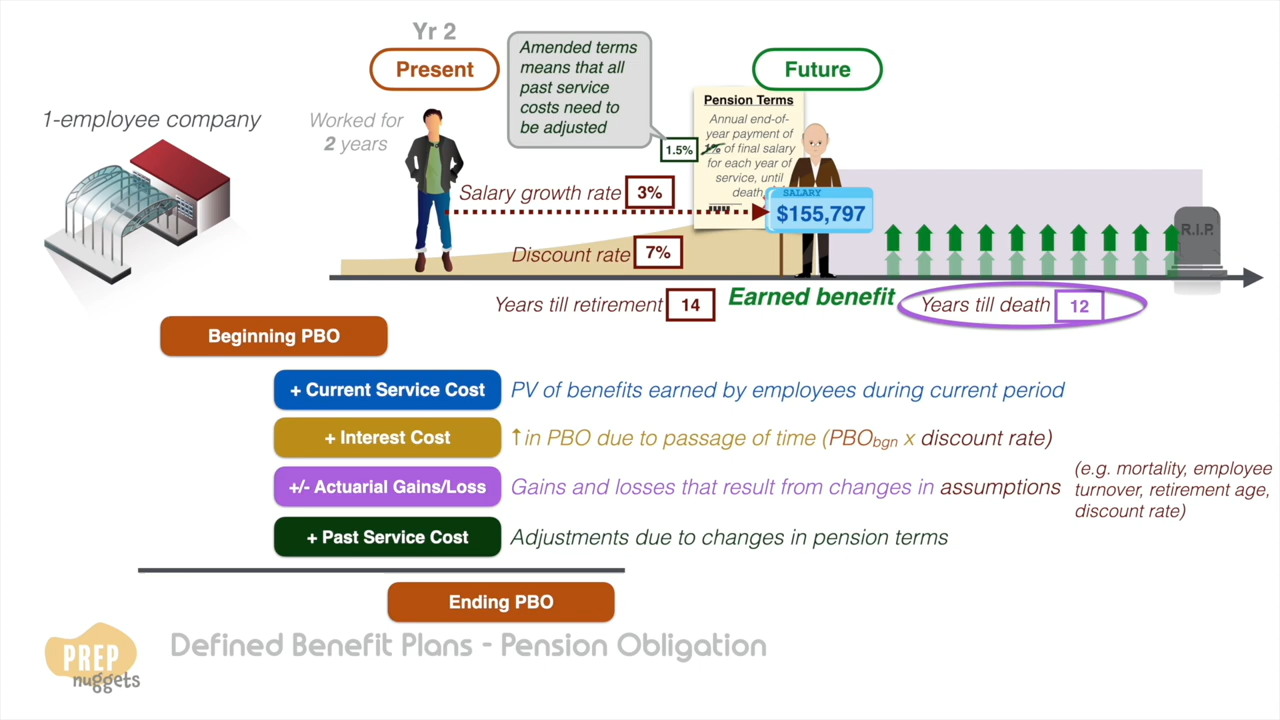 Yr 2
Present
Amended terms
means that all
past service
costs need to
be adjusted
Future
1-employee company
Worked for
2 years
Pension Terms
Annual end-of-
year payment of
1% of final salary
for each year of
service, until
death
1.5%
Salary growth rate 3%
SALARY
$155,797
R.I.P.
Discount rate 7%
Years till retirement 14
Earned benefit
Years till death 12
Beginning PBO
+ Current Service Cost
PV of benefits earned by employees during current period
+ Interest Cost
↑ in PBO due to passage of time (PBObgn x discount rate)
+/- Actuarial Gains/Loss
Gains and losses that result from changes in assumptions
(e.g. mortality, employee
turnover, retirement age,
discount rate)
+ Past Service Cost
Adjustments due to changes in pension terms
Ending PBO
PREP
nuggets
Defined Benefit Plans - Pension Obligation